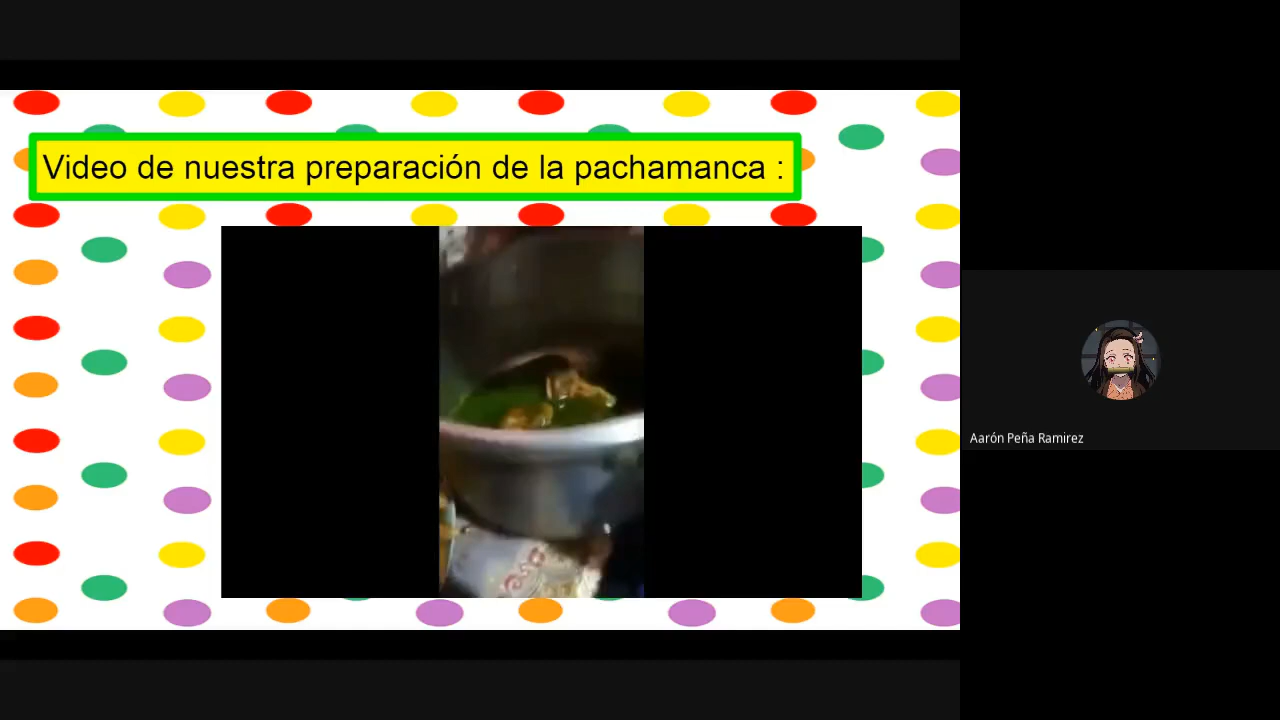 Video de nuestra preparación de la pachamanca :
Aarón Peña Ramirez